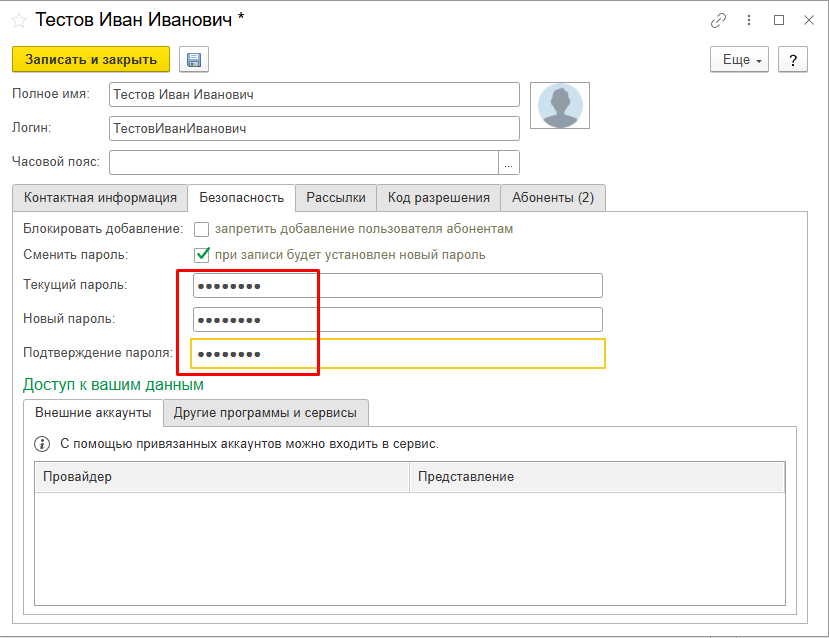 Тестов Иван Иванович *
Записать и закрыть
Еще
?
Полное имя: Тестов Иван Иванович
Логин: ТестовИванИванович
Часовой пояс: ...
Контактная информация Безопасность Рассылки Код разрешения Абоненты (2)
Блокировать добавление: запретить добавление пользователя абонентам
Сменить пароль: при записи будет установлен новый пароль
Текущий пароль: ●●●●●●●●
Новый пароль: ●●●●●●●●
Подтверждение пароля: ●●●●●●●●
Доступ к вашим данным
Внешние аккаунты Другие программы и сервисы
С помощью привязанных аккаунтов можно входить в сервис.
Провайдер Представление